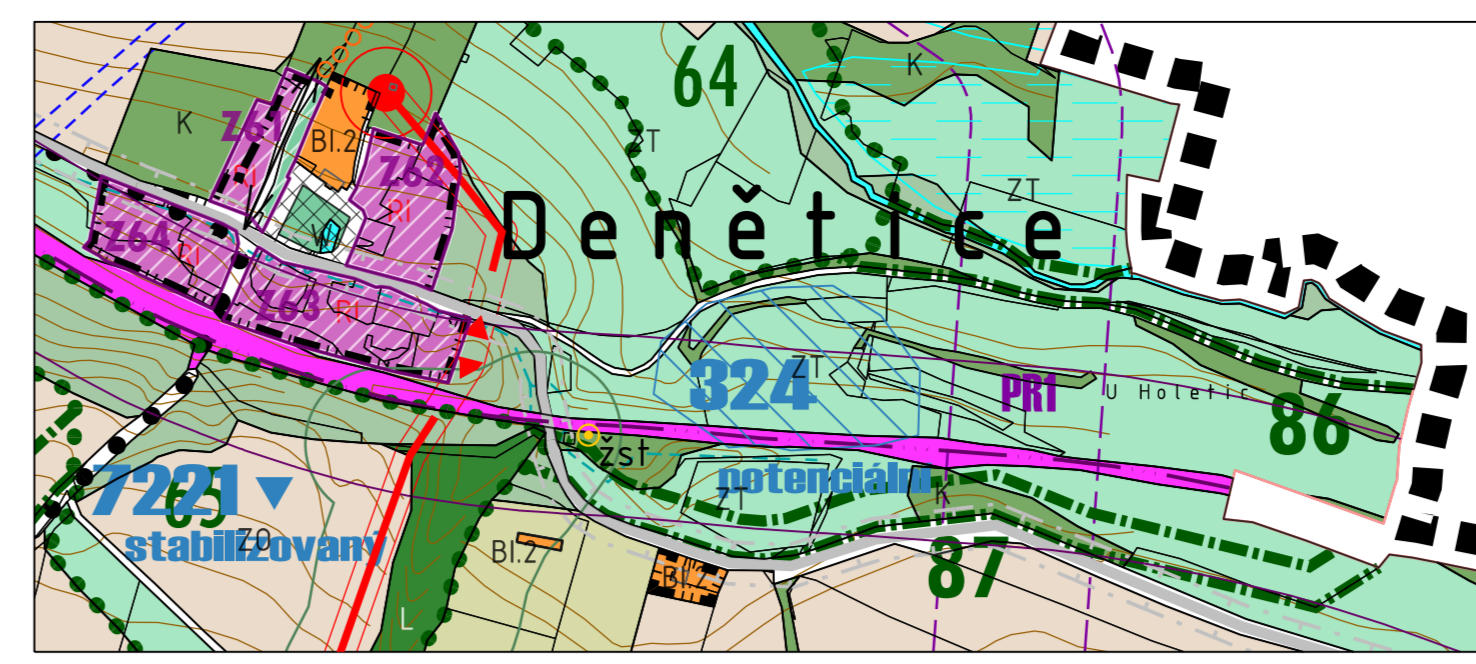 64
K
K
Z61
BI.2
ZT
Z62
RI
RI
ZT
Denětice
Z64
RI
Z63
RI
324
ZT
PR1
U Holetic
86
žst
7221
65
potenciální
ZT
K
stabilizovaný
ZO
BI.2
87
L